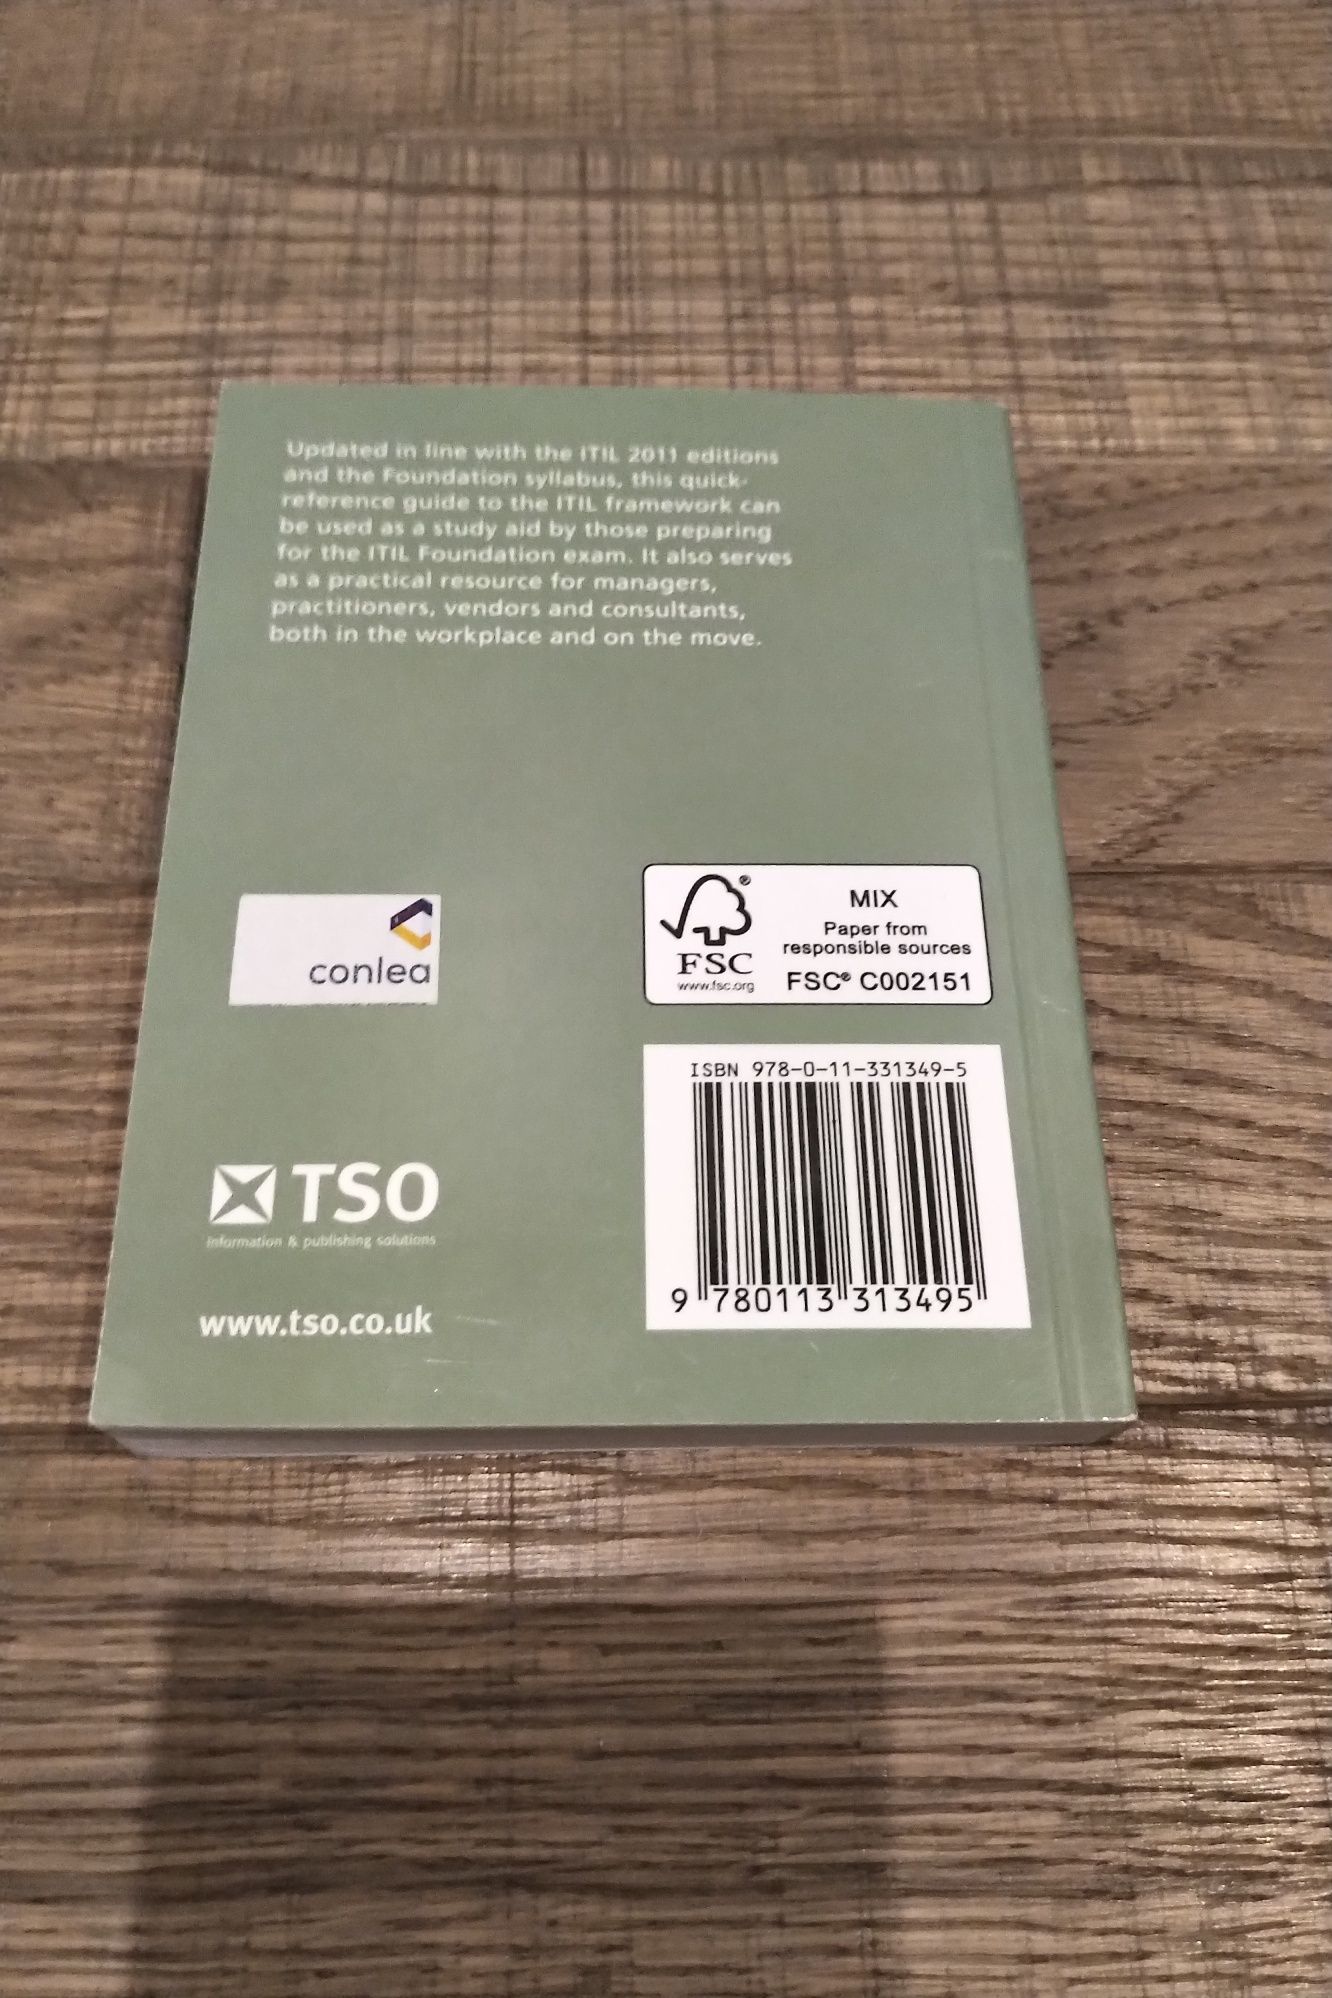 Updated in line with the ITIL 2011 editions
and the Foundation syllabus, this quick-
reference guide to the ITIL framework can
be used as a study aid by those preparing
for the ITIL Foundation exam. It also serves
as a practical resource for managers,
practitioners, vendors and consultants,
both in the workplace and on the move.
conlea
®
FSC
www.fsc.org
MIX
Paper from
responsible sources
FSC® C002151
TSO
information & publishing solutions
www.tso.co.uk
ISBN 978-0-11-331349-5
9 780113 313495